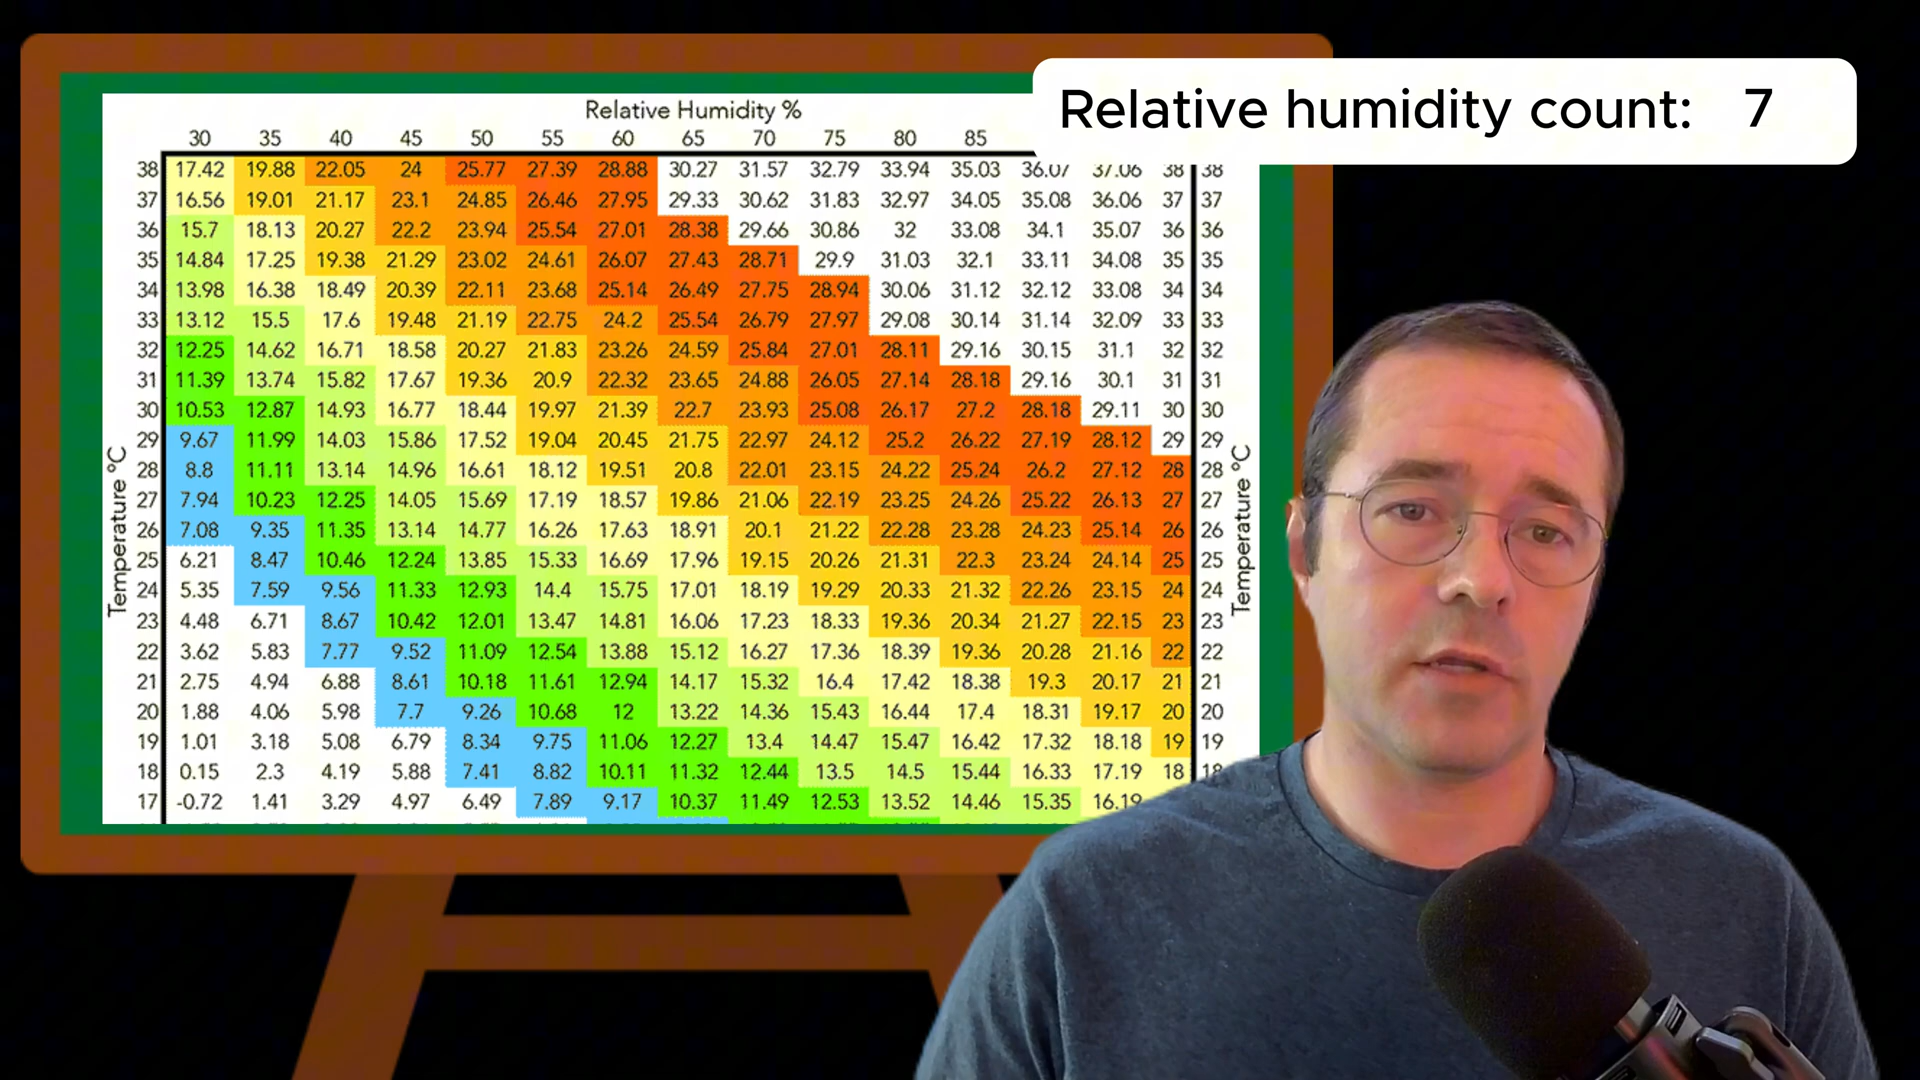 Relative Humidity %
Relative humidity count: 7
30 35 40 45 50 55 60 65 70 75 80 85
38 17.42 19.88 22.05 24 25.77 27.39 28.88 30.27 31.57 32.79 33.94 35.03 36.07 37.06 38 38
37 16.56 19.01 21.17 23.1 24.85 26.46 27.95 29.33 30.62 31.83 32.97 34.05 35.08 36.06 37 37
36 15.7 18.13 20.27 22.2 23.94 25.54 27.01 28.38 29.66 30.86 32 33.08 34.1 35.07 36 36
35 14.84 17.25 19.38 21.29 23.02 24.61 26.07 27.43 28.71 29.9 31.03 32.1 33.11 34.08 35 35
34 13.98 16.38 18.49 20.39 22.11 23.68 25.14 26.49 27.75 28.94 30.06 31.12 32.12 33.08 34 34
33 13.12 15.5 17.6 19.48 21.19 22.75 24.2 25.54 26.79 27.97 29.08 30.14 31.14 32.09 33 33
32 12.25 14.62 16.71 18.58 20.27 21.83 23.26 24.59 25.84 27.01 28.11 29.16 30.15 31.1 32 32
31 11.39 13.74 15.82 17.67 19.36 20.9 22.32 23.65 24.88 26.05 27.14 28.18 29.16 30.1 31 31
30 10.53 12.87 14.93 16.77 18.44 19.97 21.39 22.7 23.93 25.08 26.17 27.2 28.18 29.11 30 30
29 9.67 11.99 14.03 15.86 17.52 19.04 20.45 21.75 22.97 24.12 25.2 26.22 27.19 28.12 29 29
28 8.8 11.11 13.14 14.96 16.61 18.12 19.51 20.8 22.01 23.15 24.22 25.24 26.2 27.12 28 28
27 7.94 10.23 12.25 14.05 15.69 17.19 18.57 19.86 21.06 22.19 23.25 24.26 25.22 26.13 27 27
26 7.08 9.35 11.35 13.14 14.77 16.26 17.63 18.91 20.1 21.22 22.28 23.28 24.23 25.14 26 26
25 6.21 8.47 10.46 12.24 13.85 15.33 16.69 17.96 19.15 20.26 21.31 22.3 23.24 24.14 25 25
24 5.35 7.59 9.56 11.33 12.93 14.4 15.75 17.01 18.19 19.29 20.33 21.32 22.26 23.15 24 24
23 4.48 6.71 8.67 10.42 12.01 13.47 14.81 16.06 17.23 18.33 19.36 20.34 21.27 22.15 23 23
22 3.62 5.83 7.77 9.52 11.09 12.54 13.88 15.12 16.27 17.36 18.39 19.36 20.28 21.16 22 22
21 2.75 4.94 6.88 8.61 10.18 11.61 12.94 14.17 15.32 16.4 17.42 18.38 19.3 20.17 21 21
20 1.88 4.06 5.98 7.7 9.26 10.68 12 13.22 14.36 15.43 16.44 17.4 18.31 19.17 20 20
19 1.01 3.18 5.08 6.79 8.34 9.75 11.06 12.27 13.4 14.47 15.47 16.42 17.32 18.18 19 19
18 0.15 2.3 4.19 5.88 7.41 8.82 10.11 11.32 12.44 13.5 14.5 15.44 16.33 17.19 18 18
17 -0.72 1.41 3.29 4.97 6.49 7.89 9.17 10.37 11.49 12.53 13.52 14.46 15.35 16.19
Temperature °C
Temperature °C